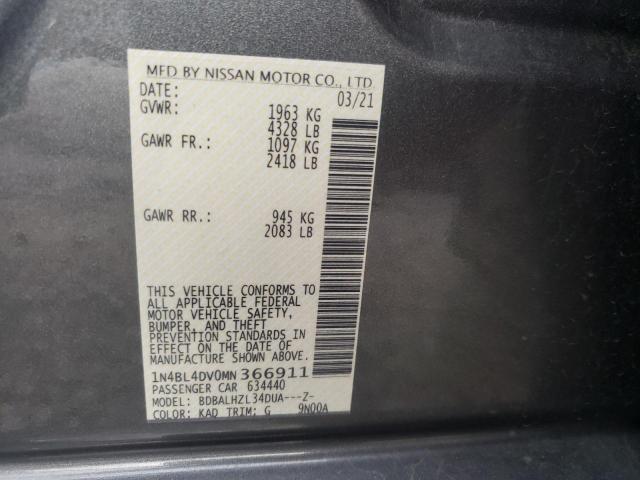 MFD BY NISSAN MOTOR CO., LTD
DATE: 03/21
GVWR: 1963 KG
4328 LB
GAWR FR.: 1097 KG
2418 LB
GAWR RR.: 945 KG
2083 LB
THIS VEHICLE CONFORMS TO
ALL APPLICABLE FEDERAL
MOTOR VEHICLE SAFETY,
BUMPER, AND THEFT
PREVENTION STANDARDS IN
EFFECT ON THE DATE OF
MANUFACTURE SHOWN ABOVE.
1N4BL4DV0MN366911
PASSENGER CAR 634440
MODEL: BDBALHZL34DUA---Z-
COLOR: KAD TRIM: G 9N00A